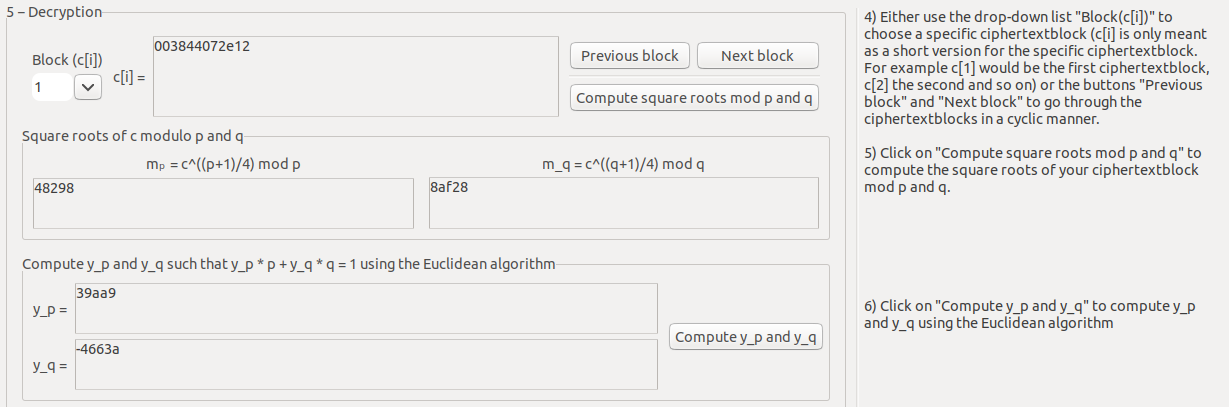 5 – Decryption
Block (c[i])
1
c[i] =
003844072e12
Previous block
Next block
Compute square roots mod p and q
Square roots of c modulo p and q
mₚ = c^((p+1)/4) mod p
m_q = c^((q+1)/4) mod q
48298
8af28
Compute y_p and y_q such that y_p * p + y_q * q = 1 using the Euclidean algorithm
y_p =
39aa9
y_q =
-4663a
Compute y_p and y_q
4) Either use the drop-down list "Block(c[i])" to
choose a specific ciphertextblock (c[i] is only meant
as a short version for the specific ciphertextblock.
For example c[1] would be the first ciphertextblock,
c[2] the second and so on) or the buttons "Previous
block" and "Next block" to go through the
ciphertextblocks in a cyclic manner.
5) Click on "Compute square roots mod p and q" to
compute the square roots of your ciphertextblock
mod p and q.
6) Click on "Compute y_p and y_q" to compute y_p
and y_q using the Euclidean algorithm